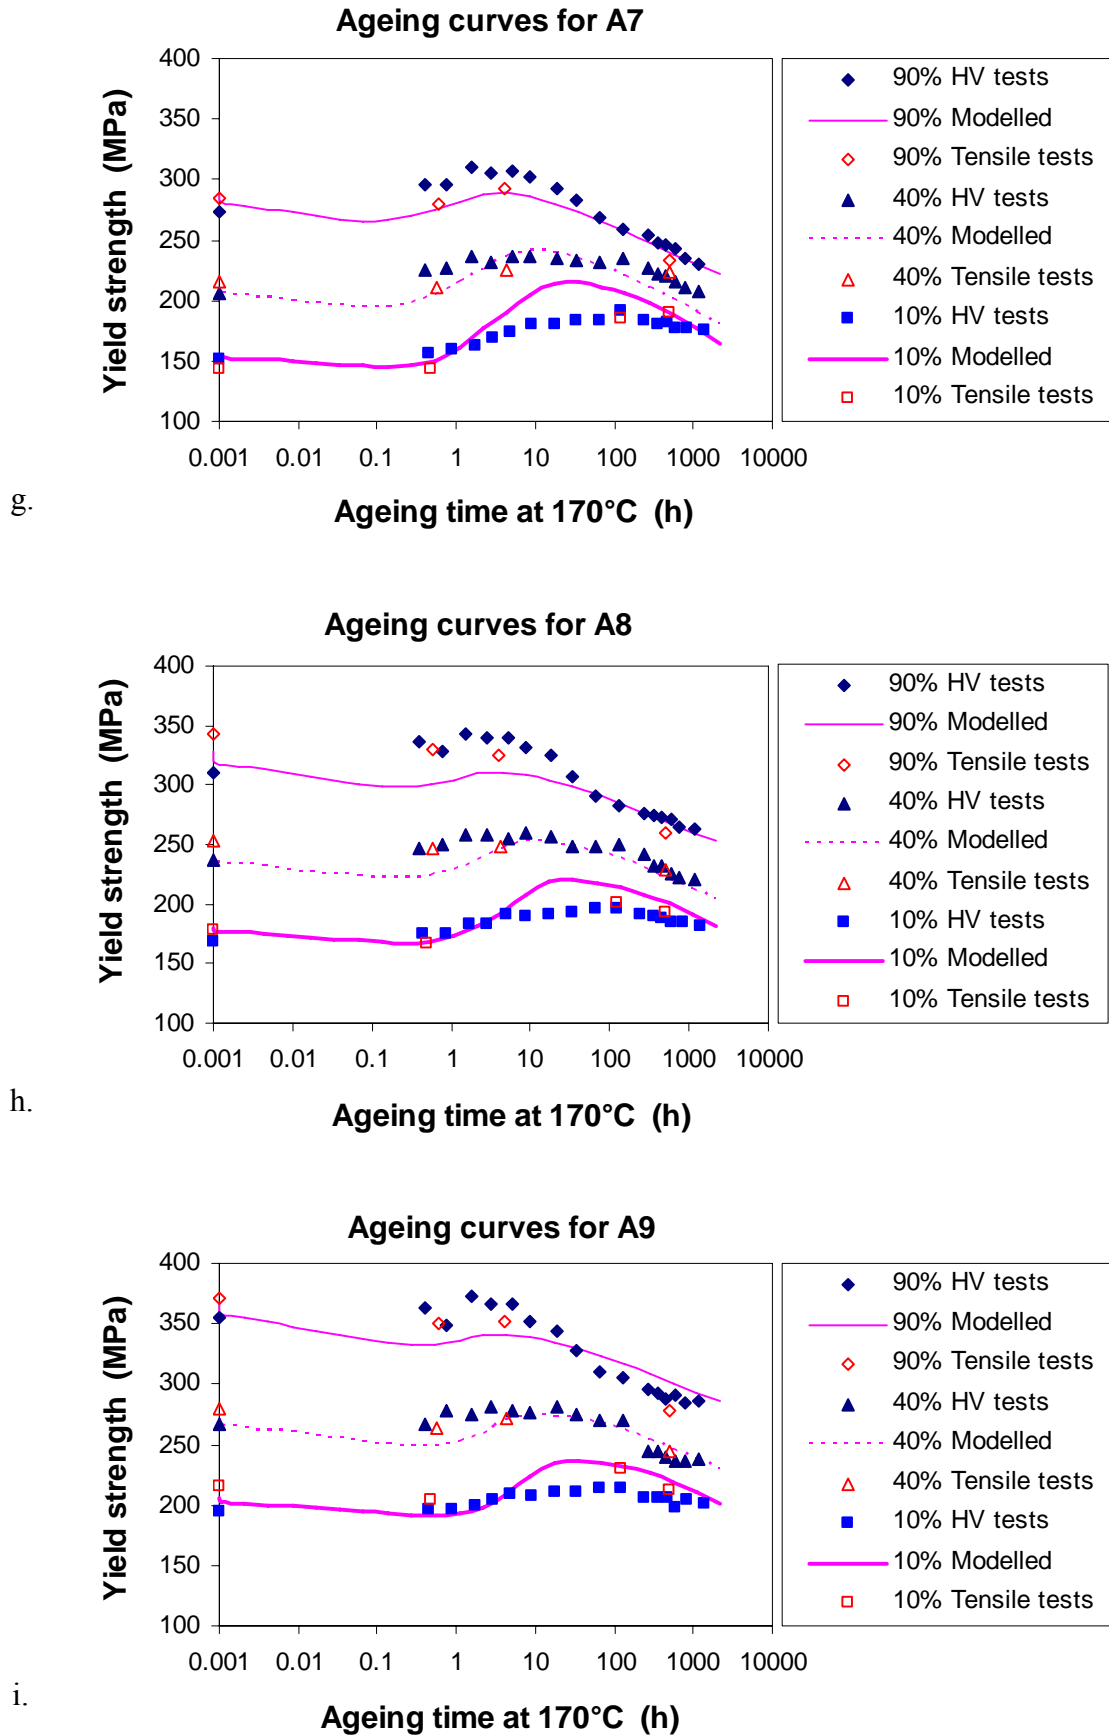 Ageing curves for A7
Yield strength (MPa)
400
350
300
250
200
150
100
0.001 0.01 0.1 1 10 100 1000 10000
Ageing time at 170°C (h)
90% HV tests
90% Modelled
90% Tensile tests
40% HV tests
40% Modelled
40% Tensile tests
10% HV tests
10% Modelled
10% Tensile tests
g.
Ageing curves for A8
Yield strength (MPa)
400
350
300
250
200
150
100
0.001 0.01 0.1 1 10 100 1000 10000
Ageing time at 170°C (h)
90% HV tests
90% Modelled
90% Tensile tests
40% HV tests
40% Modelled
40% Tensile tests
10% HV tests
10% Modelled
10% Tensile tests
h.
Ageing curves for A9
Yield strength (MPa)
400
350
300
250
200
150
100
0.001 0.01 0.1 1 10 100 1000 10000
Ageing time at 170°C (h)
90% HV tests
90% Modelled
90% Tensile tests
40% HV tests
40% Modelled
40% Tensile tests
10% HV tests
10% Modelled
10% Tensile tests
i.